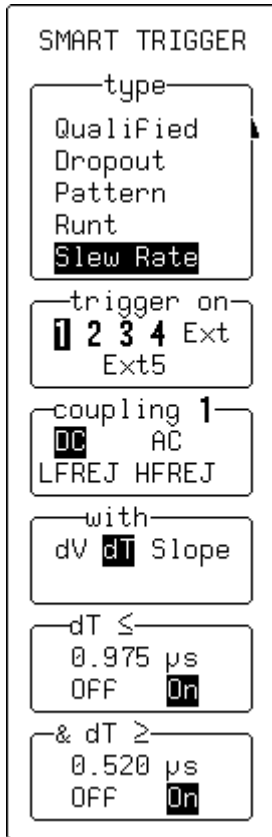 SMART TRIGGER
type
Qualified
Dropout
Pattern
Runt
Slew Rate
trigger on
1 2 3 4 Ext
Ext5
coupling 1
DC AC
LFREJ HFREJ
with
dV dT Slope
dT ≤
0.975 µs
OFF On
& dT ≥
0.520 µs
OFF On